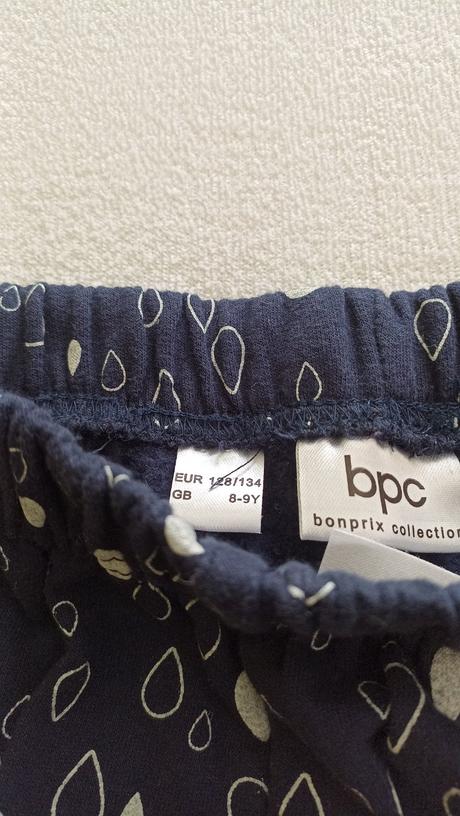 EUR 128/134
GB 8-9Y
bpc
bonprix collection